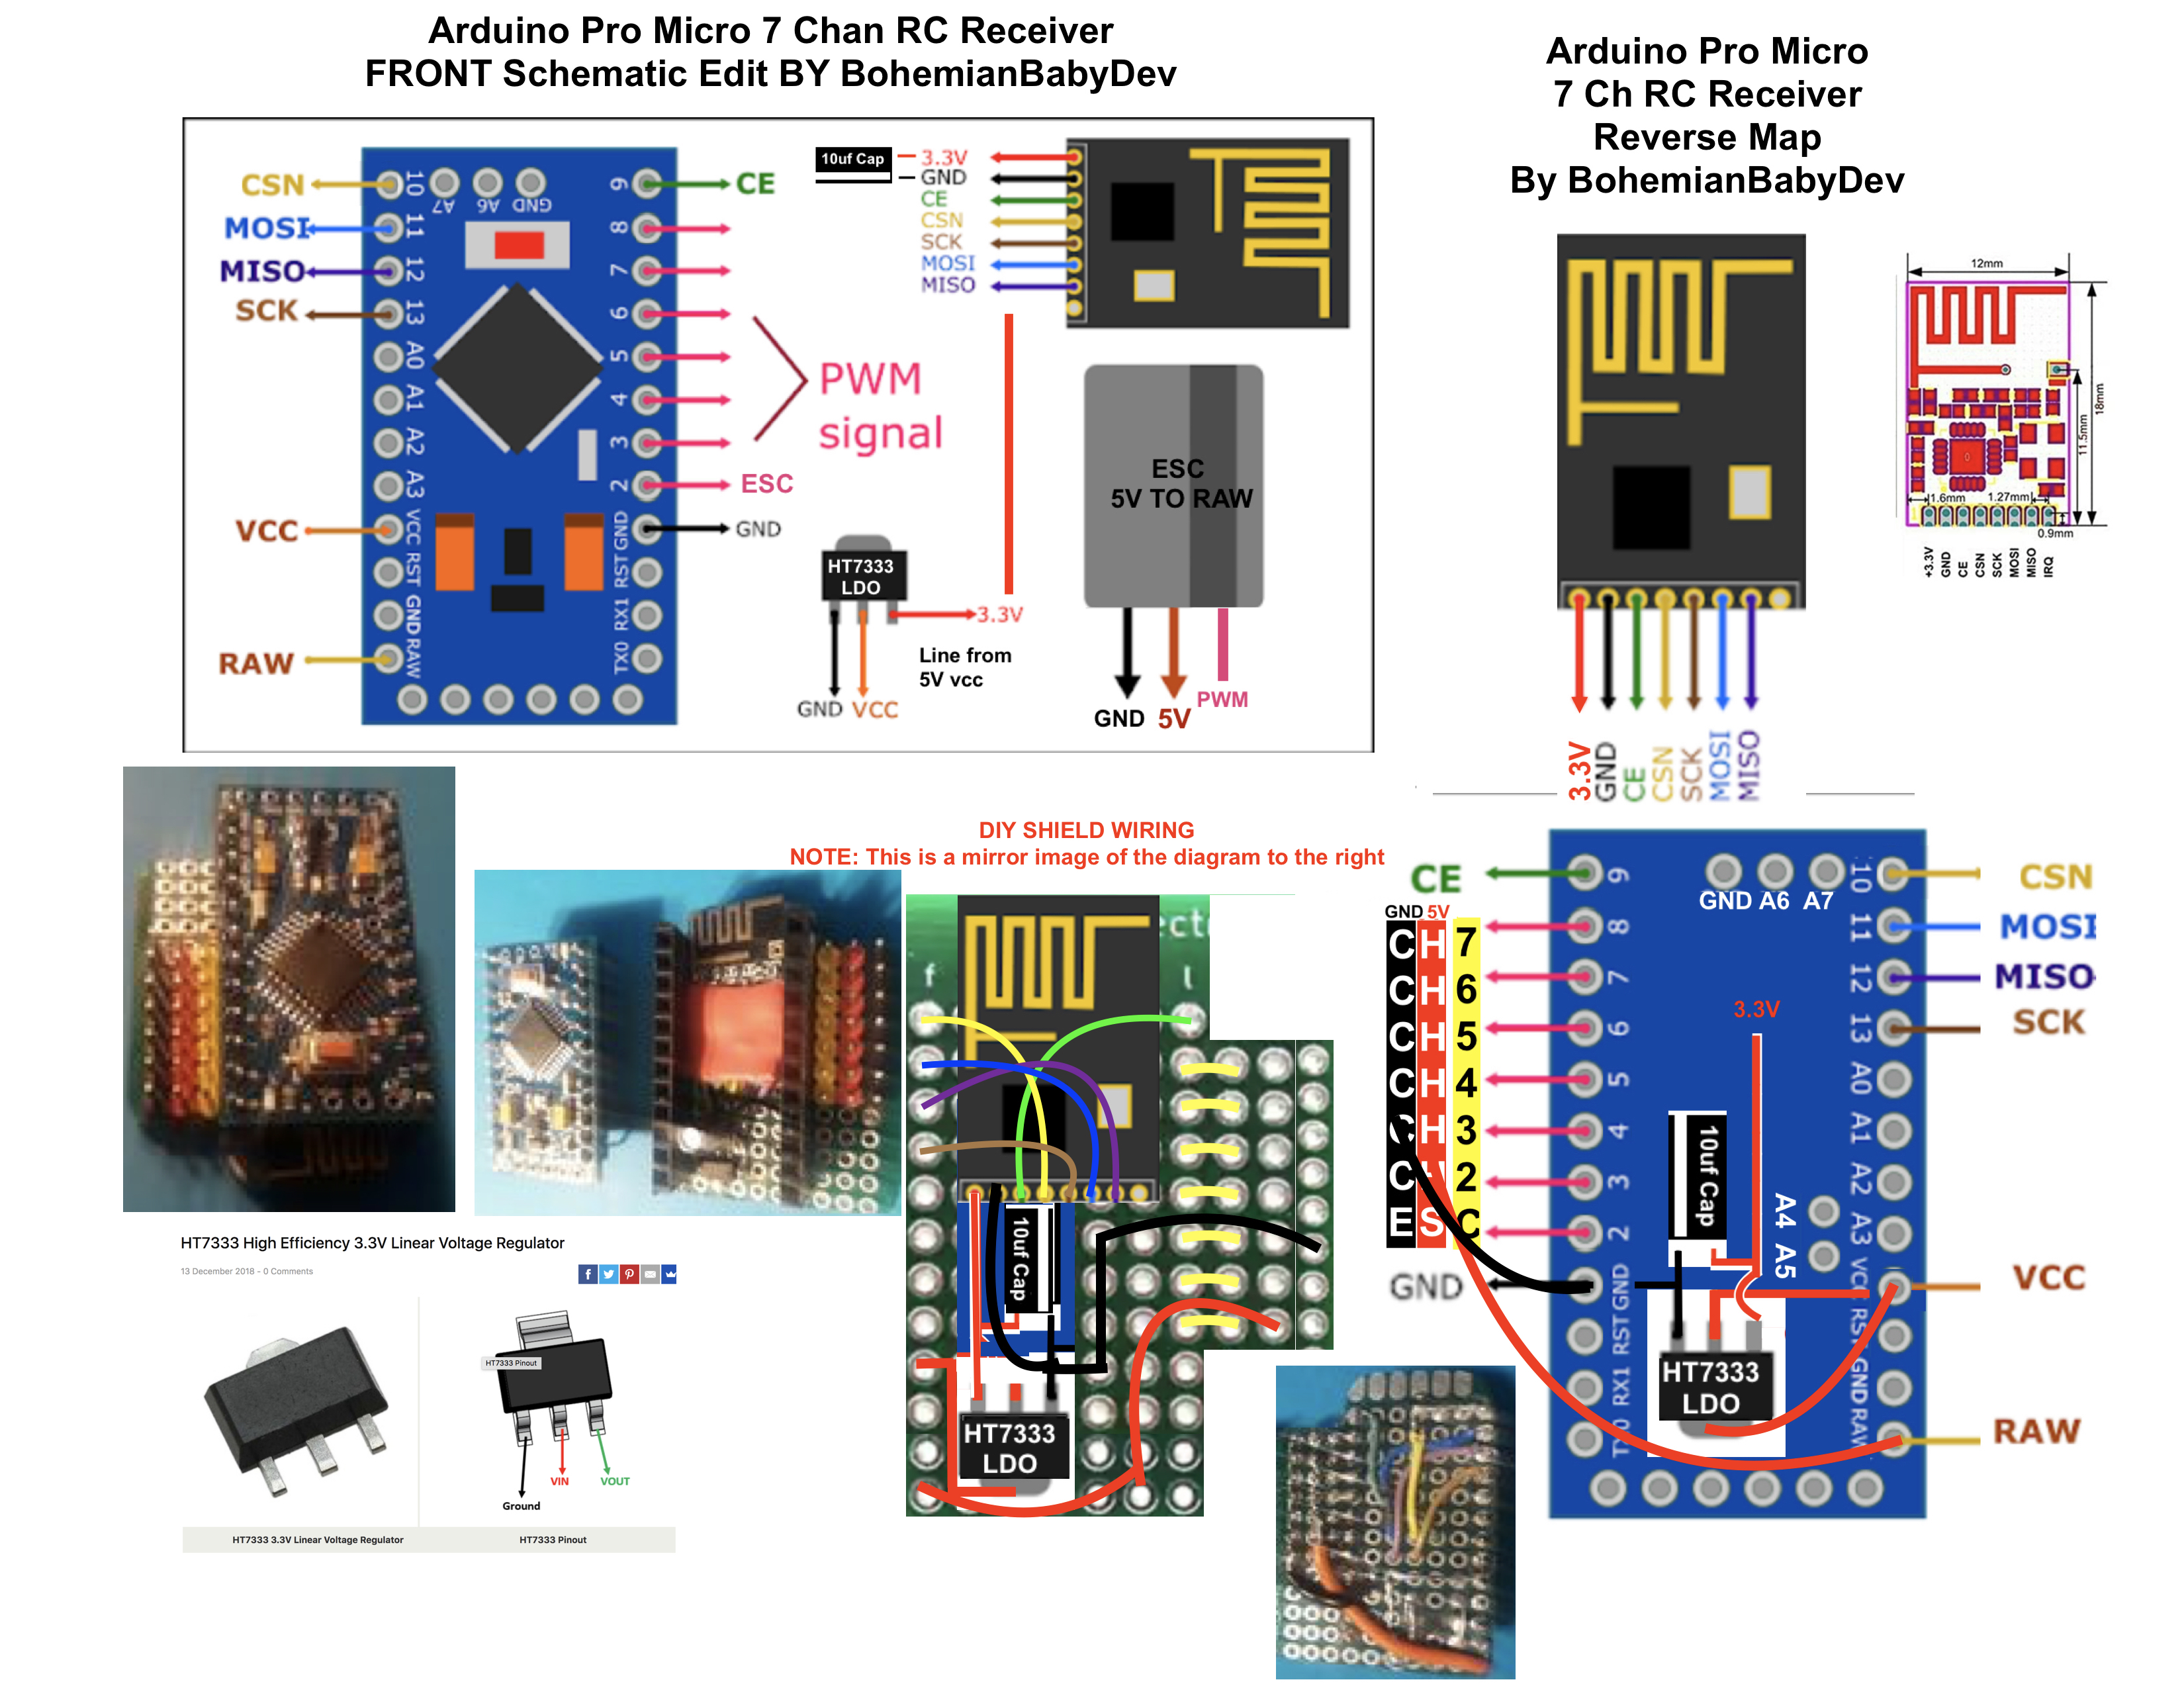 Arduino Pro Micro 7 Chan RC Receiver
FRONT Schematic Edit BY BohemianBabyDev
CSN
MOSI
MISO
SCK
VCC
RAW
10
11
12
13
A0
A1
A2
A3
VCC
RST
GND
RAW
A7
A6
GND
9
8
7
6
5
4
3
2
GND
RST
RX1
TX0
CE
PWM
signal
ESC
GND
10uf Cap
3.3V
GND
CE
CSN
SCK
MOSI
MISO
HT7333
LDO
3.3V
Line from
5V vcc
GND VCC
ESC
5V TO RAW
GND 5V PWM
Arduino Pro Micro
7 Ch RC Receiver
Reverse Map
By BohemianBabyDev
3.3V
GND
CE
CSN
SCK
MOSI
MISO
12mm
18mm
11.5mm
1.6mm
1.27mm
0.9mm
+3.3V
GND
CE
CSN
SCK
MOSI
MISO
IRQ
DIY SHIELD WIRING
NOTE: This is a mirror image of the diagram to the right
f
ecti
l
10uf Cap
HT7333
LDO
CE
GND 5V
CH 7
CH 6
CH 5
CH 4
CH 3
C 2
ESC
GND
9
8
7
6
5
4
3
2
GND
RST
RX1
TX0
GND A6 A7
3.3V
10uf Cap
A4
A5
HT7333
LDO
10
11
12
13
A0
A1
A2
A3
VCC
RST
GND
RAW
CSN
MOSI
MISO
SCK
VCC
RAW
HT7333 High Efficiency 3.3V Linear Voltage Regulator
13 December 2018 - 0 Comments
HT7333 Pinout
VIN
VOUT
Ground
HT7333 3.3V Linear Voltage Regulator
HT7333 Pinout